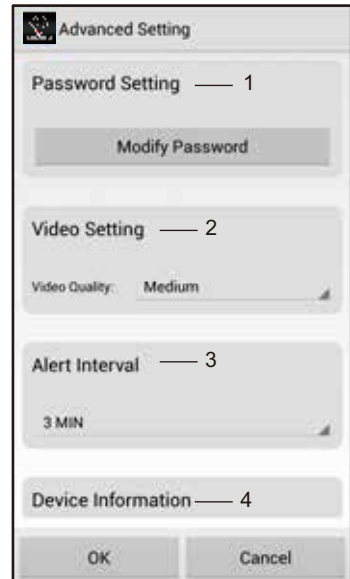 Advanced Setting
Password Setting 1
Modify Password
Video Setting 2
Video Quality: Medium
Alert Interval 3
3 MIN
Device Information 4
OK Cancel